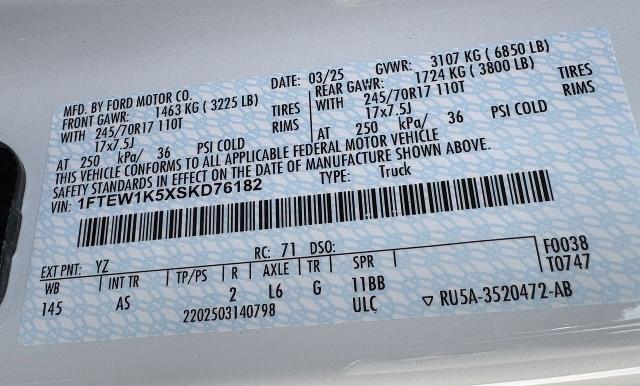 MFD. BY FORD MOTOR CO.
DATE: 03/25 GVWR: 3107 KG ( 6850 LB)
FRONT GAWR: 1463 KG ( 3225 LB) REAR GAWR: 1724 KG ( 3800 LB)
WITH 245/70R17 110T TIRES WITH 245/70R17 110T TIRES
17x7.5J RIMS 17x7.5J RIMS
AT 250 kPa/ 36 PSI COLD AT 250 kPa/ 36 PSI COLD
THIS VEHICLE CONFORMS TO ALL APPLICABLE FEDERAL MOTOR VEHICLE
SAFETY STANDARDS IN EFFECT ON THE DATE OF MANUFACTURE SHOWN ABOVE.
VIN: 1FTEW1K5XSKD76182 TYPE: Truck
EXT PNT: YZ RC: 71 DSO: F0038
WB INT TR TP/PS R AXLE TR SPR T0747
145 AS 2 L6 G 11BB
2202503140798 ULC ▽ RU5A-3520472-AB